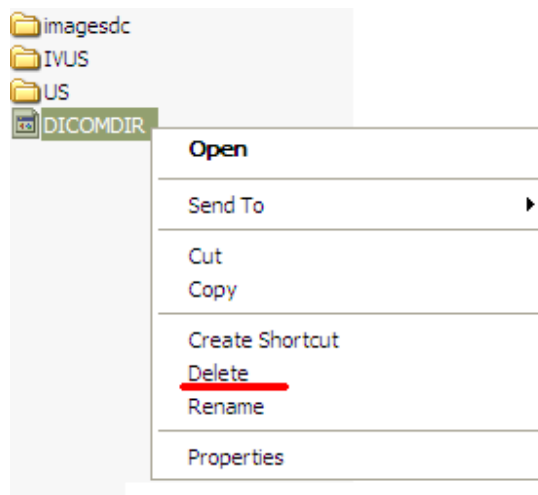 imagesdc
IVUS
US
DICOMDIR
Open
Send To
Cut
Copy
Create Shortcut
Delete
Rename
Properties